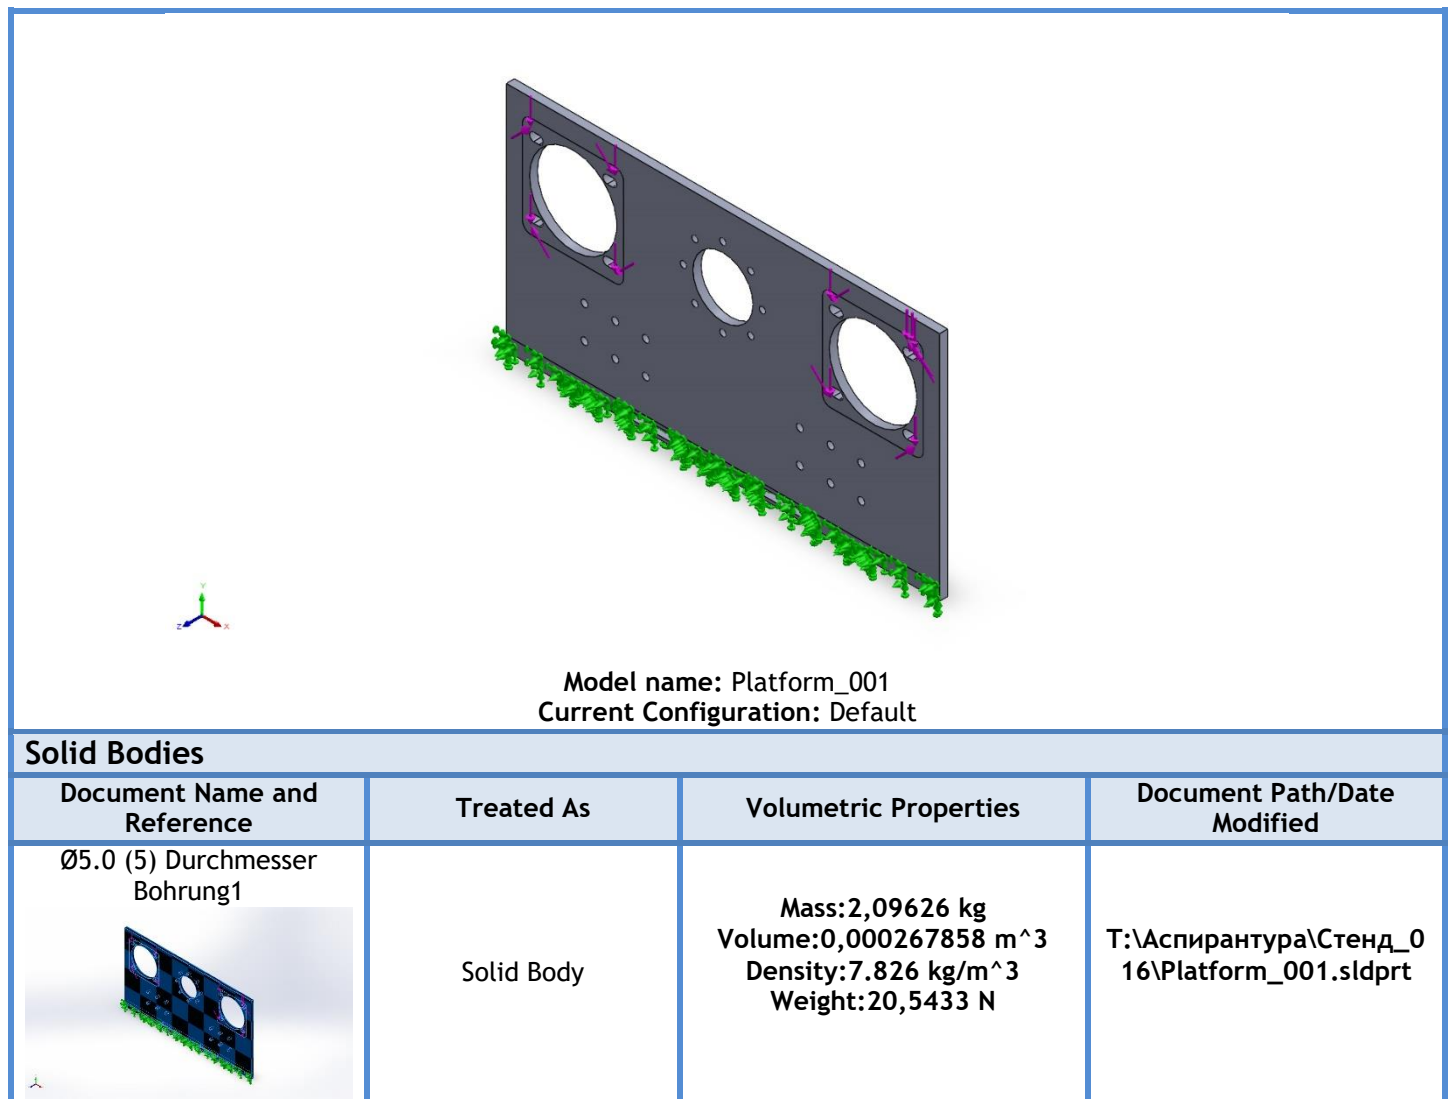 Model name: Platform_001
Current Configuration: Default
Solid Bodies
Document Name and
Reference
Treated As
Volumetric Properties
Document Path/Date
Modified
Ø5.0 (5) Durchmesser
Bohrung1
Solid Body
Mass:2,09626 kg
Volume:0,000267858 m^3
Density:7.826 kg/m^3
Weight:20,5433 N
T:\Аспирантура\Стенд_0
16\Platform_001.sldprt
Y
Z
X